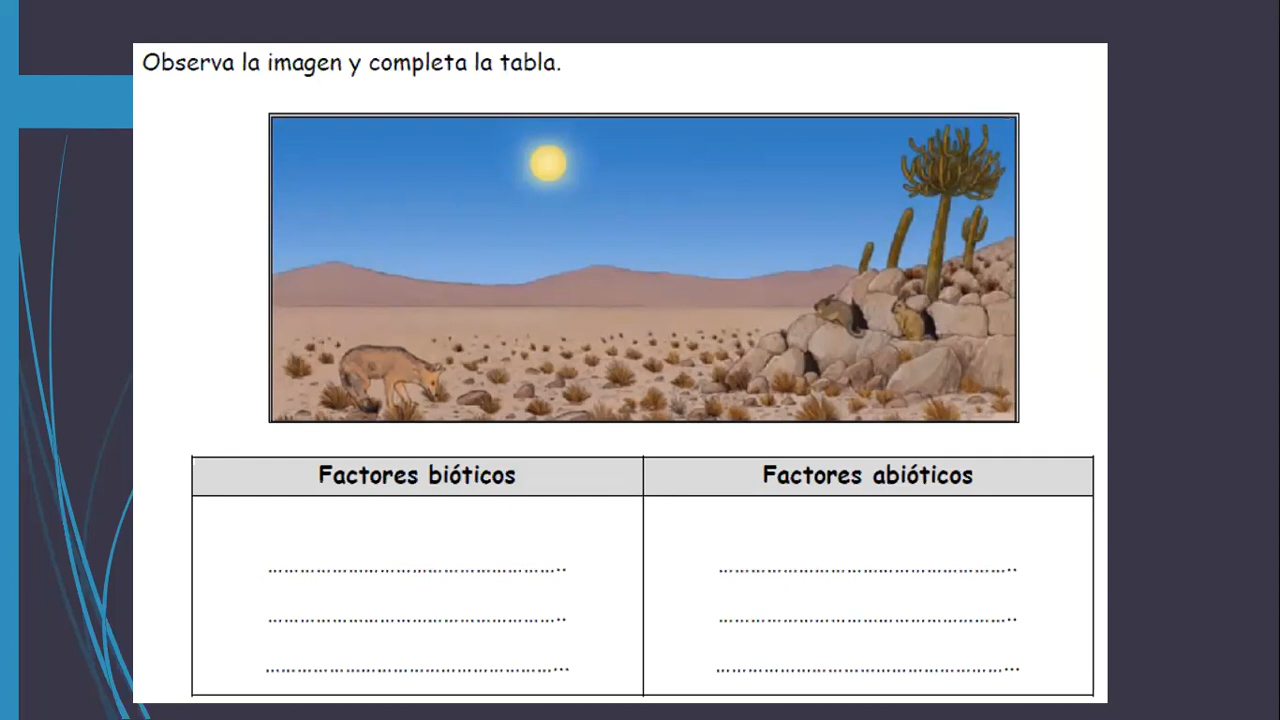 Observa la imagen y completa la tabla.
Factores bióticos
Factores abióticos